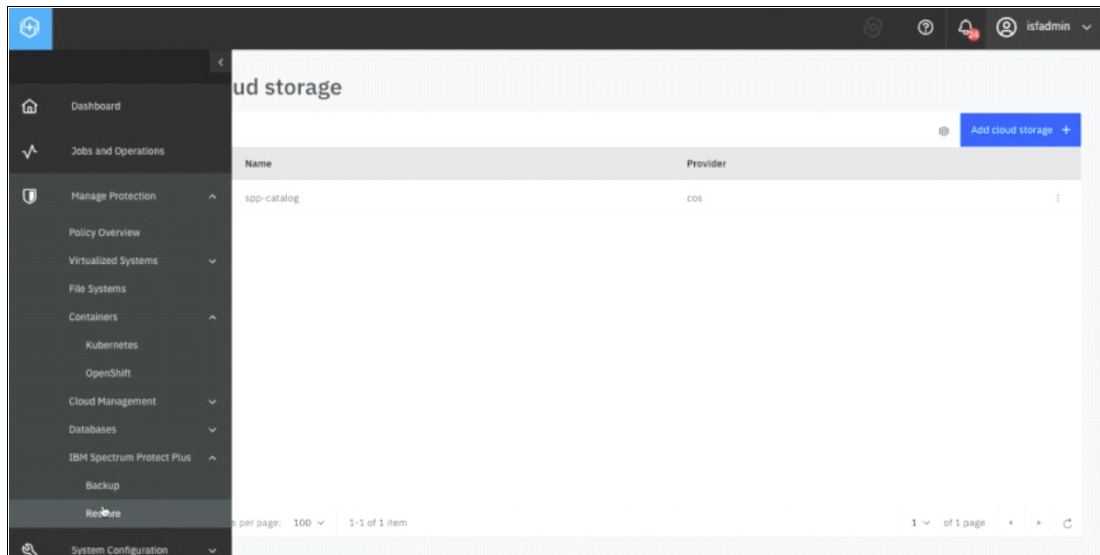 isfadmin
24
ud storage
Dashboard
Add cloud storage +
Jobs and Operations
Name Provider
Manage Protection
spp-catalog cos
Policy Overview
Virtualized Systems
File Systems
Containers
Kubernetes
OpenShift
Cloud Management
Databases
IBM Spectrum Protect Plus
Backup
Restore
s per page: 100 1-1 of 1 item 1 of 1 page
System Configuration